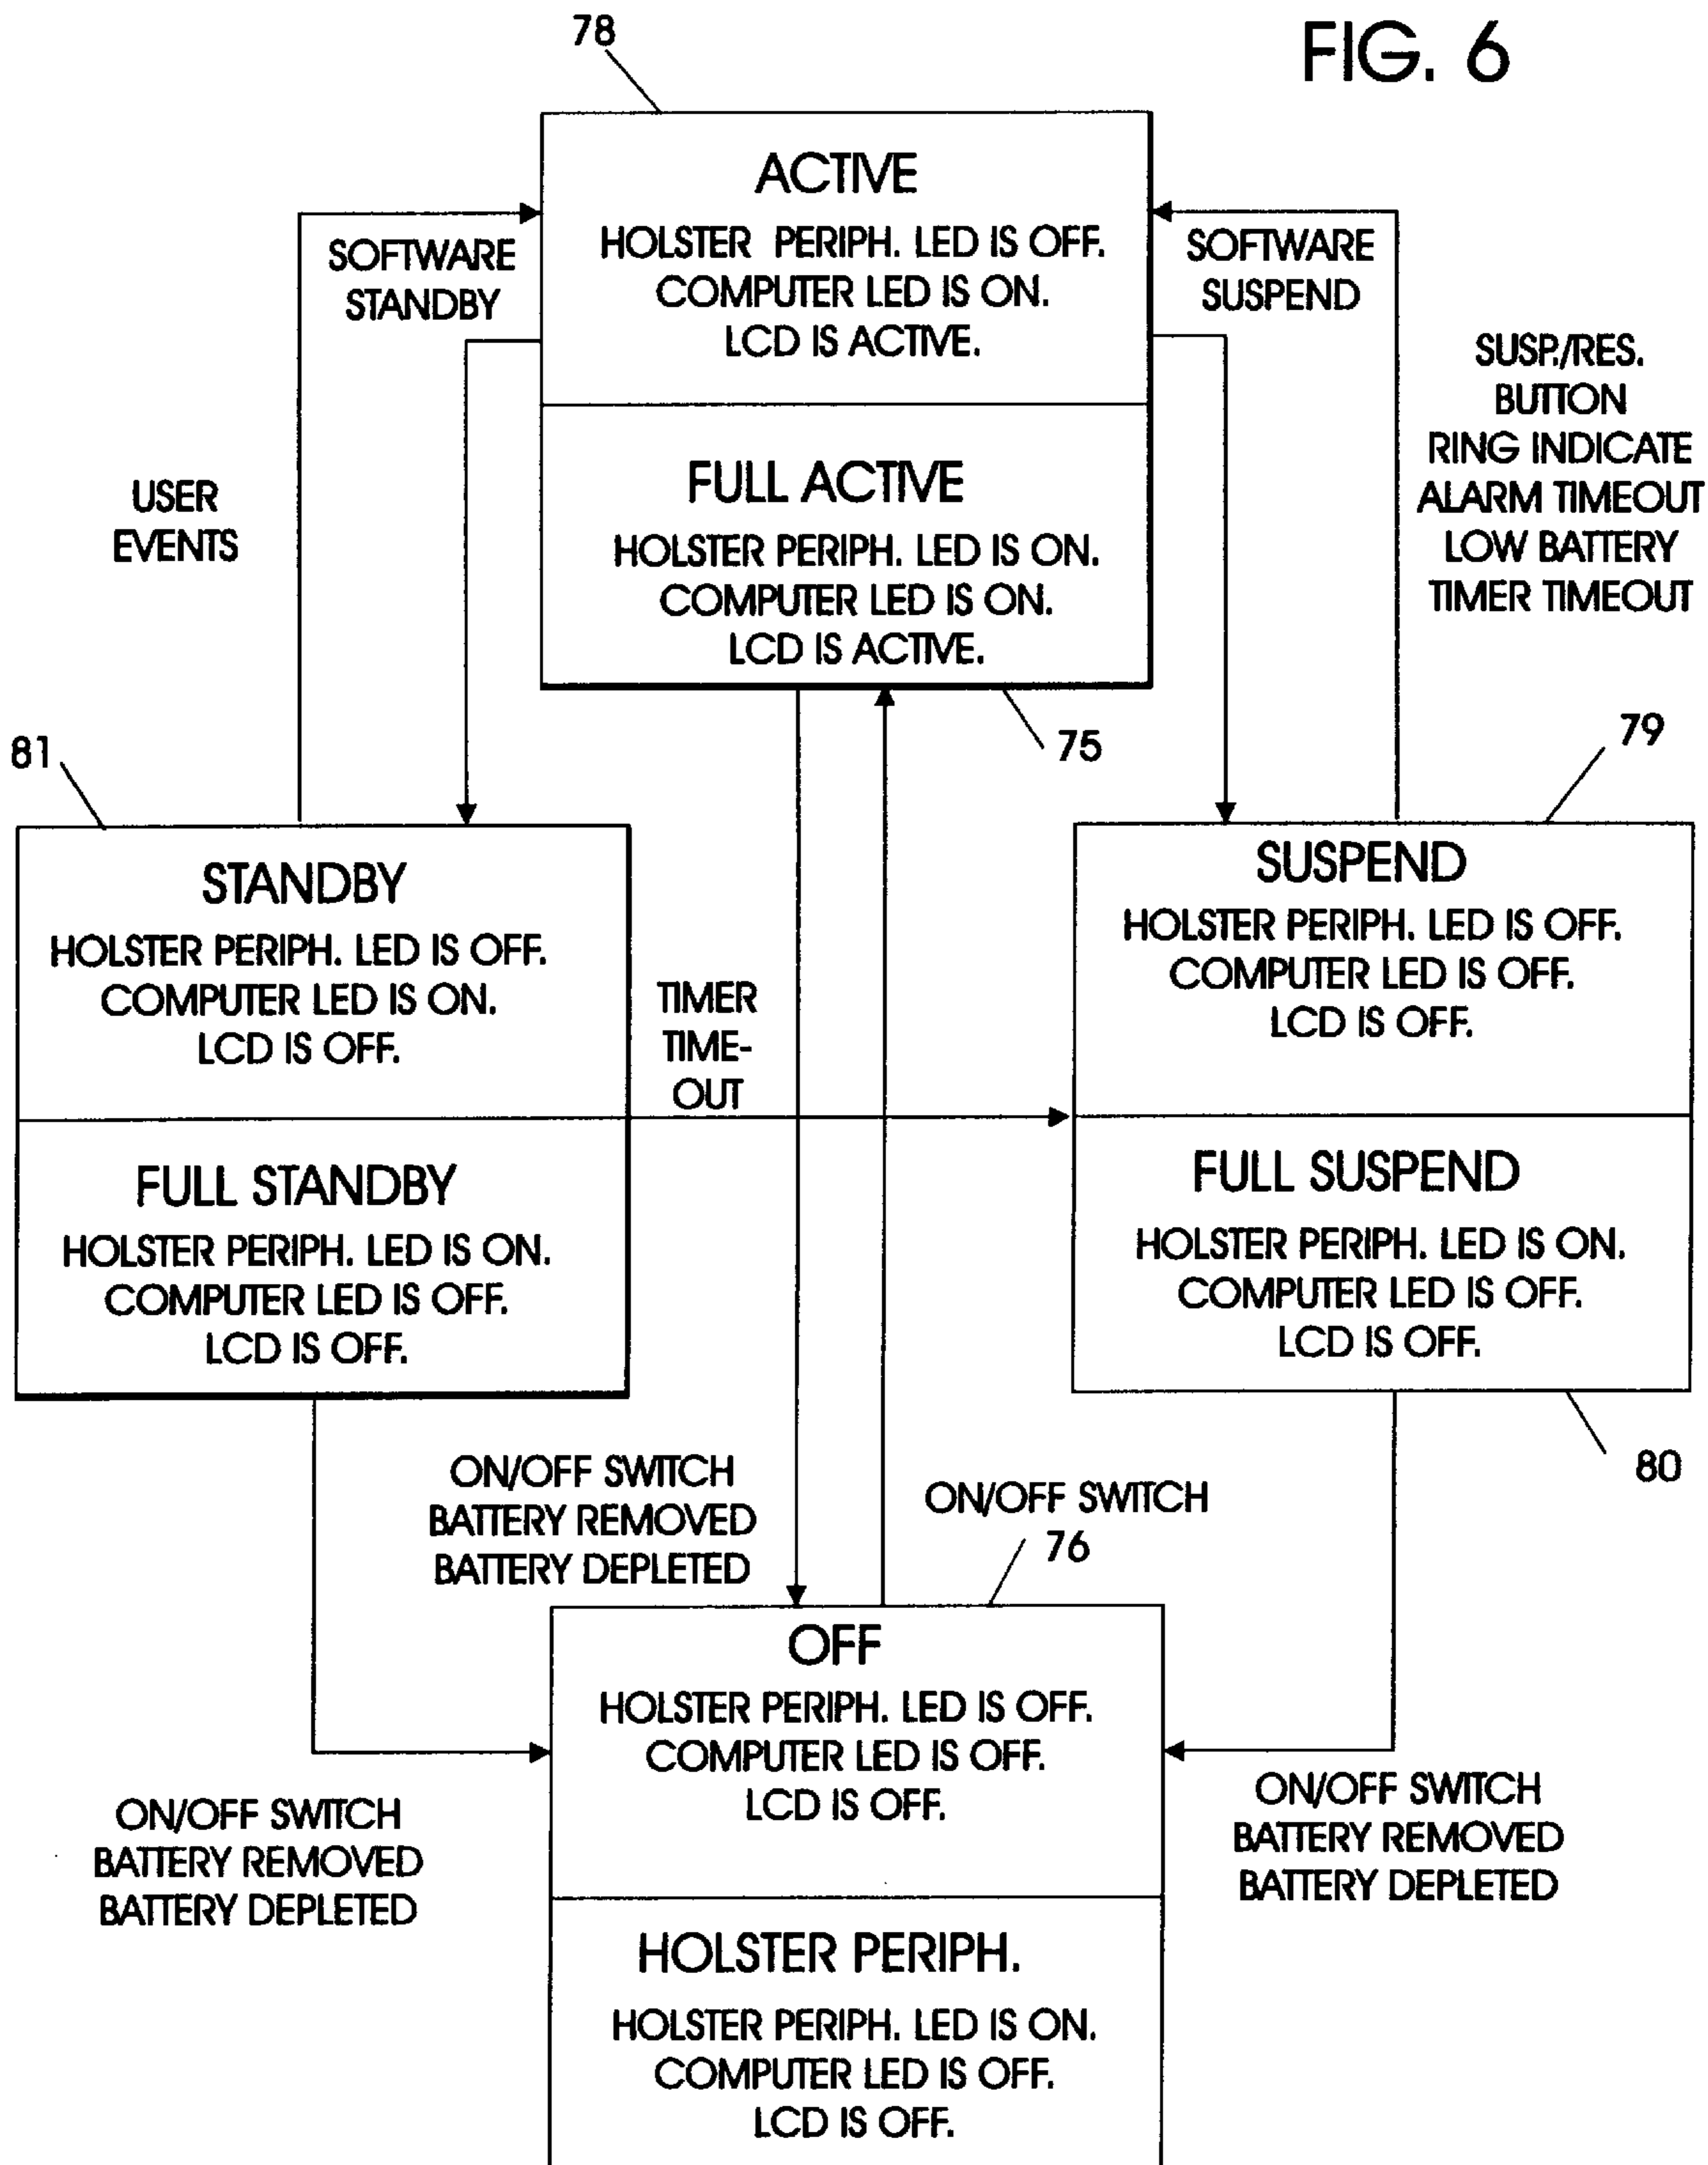 FIG. 6
78
ACTIVE
HOLSTER PERIPH. LED IS OFF.
COMPUTER LED IS ON.
LCD IS ACTIVE.
SOFTWARE
STANDBY
SOFTWARE
SUSPEND
USER
EVENTS
SUSP./RES.
BUTTON
RING INDICATE
ALARM TIMEOUT
LOW BATTERY
TIMER TIMEOUT
FULL ACTIVE
HOLSTER PERIPH. LED IS ON.
COMPUTER LED IS ON.
LCD IS ACTIVE.
75
81
STANDBY
HOLSTER PERIPH. LED IS OFF.
COMPUTER LED IS ON.
LCD IS OFF.
FULL STANDBY
HOLSTER PERIPH. LED IS ON.
COMPUTER LED IS OFF.
LCD IS OFF.
TIMER
TIME-
OUT
79
SUSPEND
HOLSTER PERIPH. LED IS OFF.
COMPUTER LED IS OFF.
LCD IS OFF.
FULL SUSPEND
HOLSTER PERIPH. LED IS ON.
COMPUTER LED IS OFF.
LCD IS OFF.
80
ON/OFF SWITCH
BATTERY REMOVED
BATTERY DEPLETED
ON/OFF SWITCH
76
OFF
HOLSTER PERIPH. LED IS OFF.
COMPUTER LED IS OFF.
LCD IS OFF.
ON/OFF SWITCH
BATTERY REMOVED
BATTERY DEPLETED
ON/OFF SWITCH
BATTERY REMOVED
BATTERY DEPLETED
HOLSTER PERIPH.
HOLSTER PERIPH. LED IS ON.
COMPUTER LED IS OFF.
LCD IS OFF.